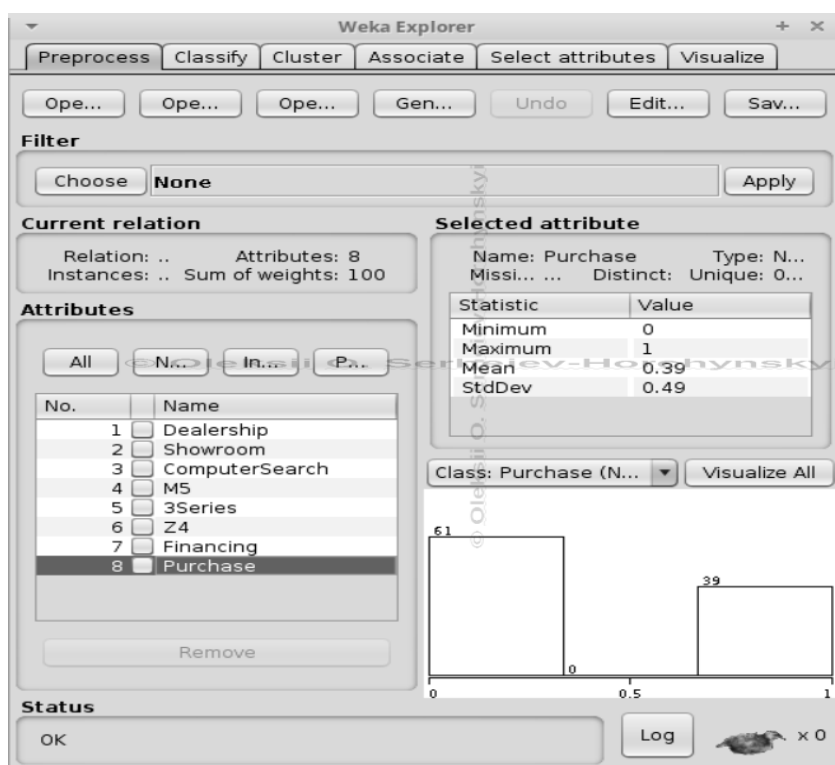 Weka Explorer
Preprocess Classify Cluster Associate Select attributes Visualize
Ope... Ope... Ope... Gen... Undo Edit... Sav...
Filter
Choose None Apply
Current relation
Relation: .. Attributes: 8
Instances: .. Sum of weights: 100
Selected attribute
Name: Purchase Type: N...
Missi... ... Distinct: Unique: 0...
Statistic Value
Minimum 0
Maximum 1
Mean 0.39
StdDev 0.49
Attributes
All N... In... P...
No. Name
1 Dealership
2 Showroom
3 ComputerSearch
4 M5
5 3Series
6 Z4
7 Financing
8 Purchase
Remove
Class: Purchase (N... Visualize All
61
0
39
0 0.5 1
Status
OK
Log x 0
© Oleksii O.
© Oleksii O.